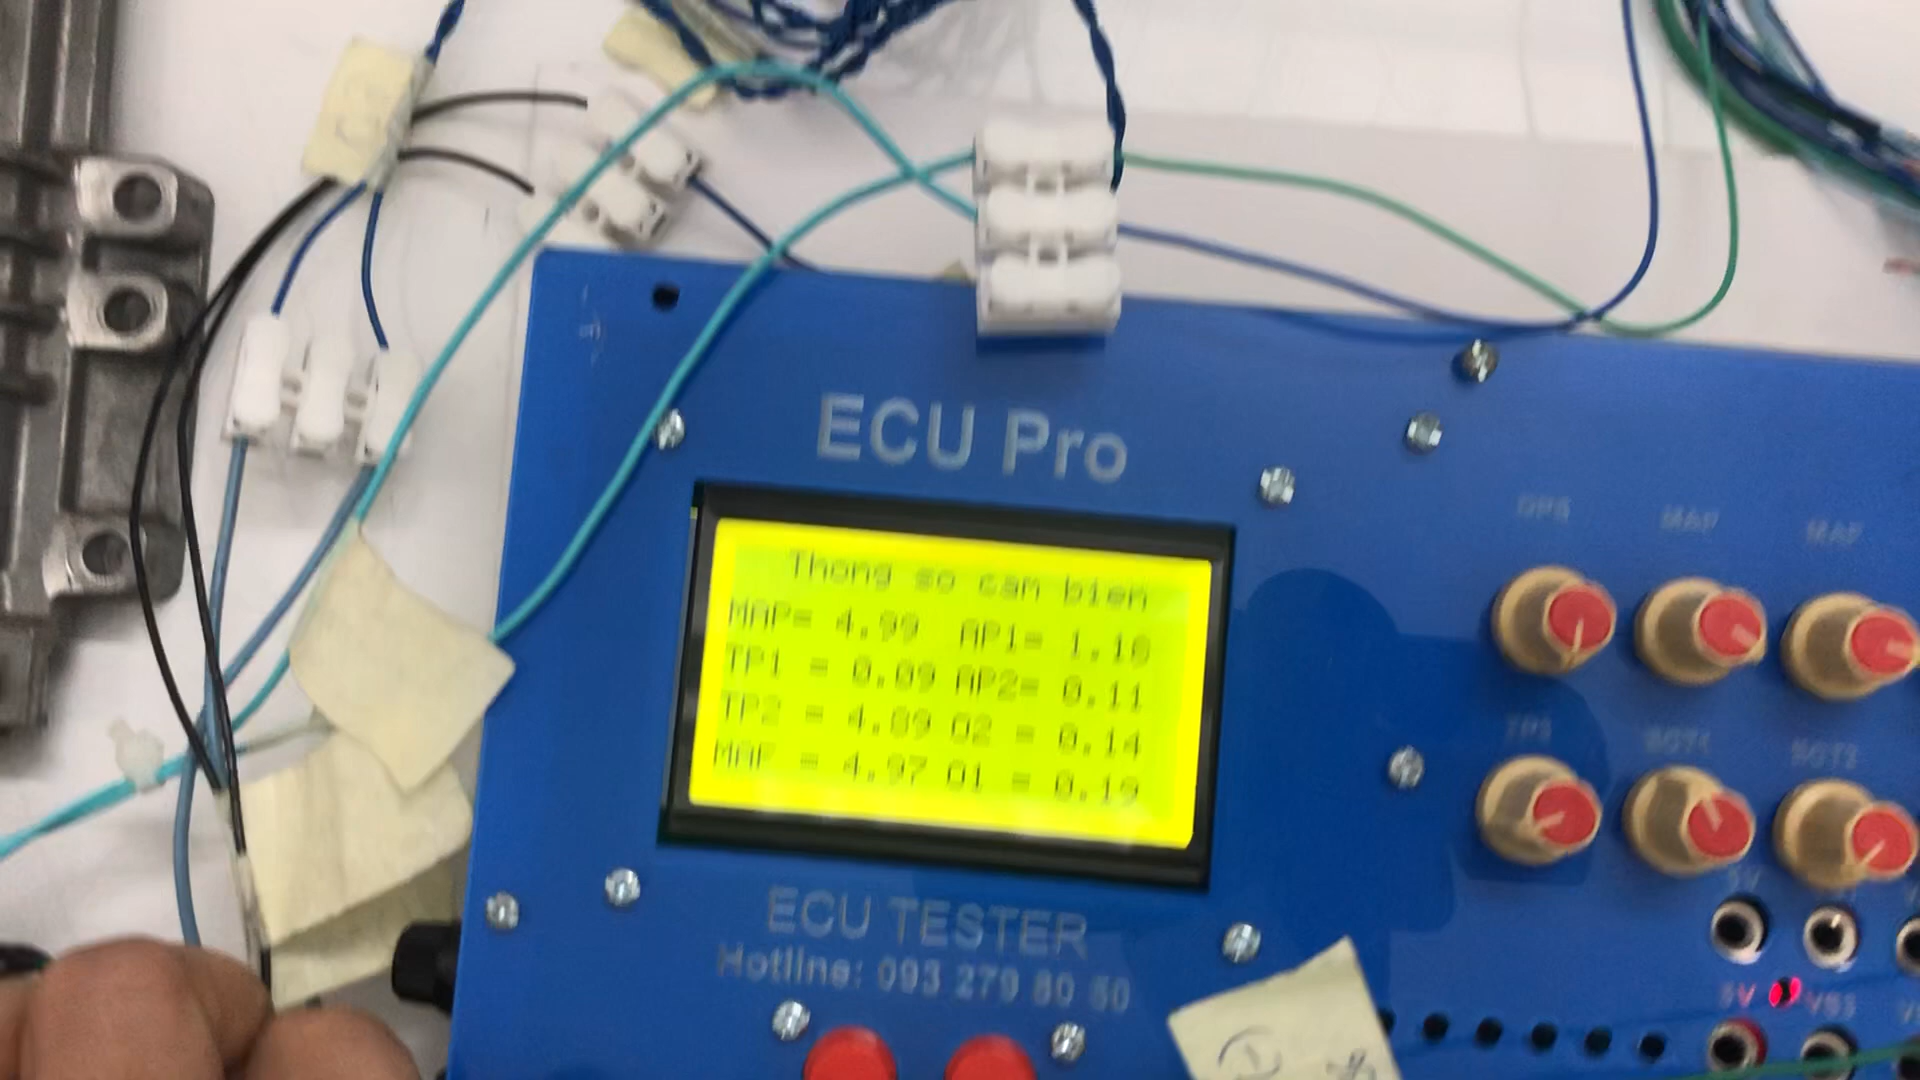 ECU Pro
Thong so cam bien
MAP= 4.99 AP1= 1.10
TP1 = 0.09 AP2= 0.11
TP2 = 4.89 O2 = 0.14
MAF = 4.97 O1 = 0.19
ECU TESTER
Hotline: 093 279 80 80
MAP
5V
5V
VSS